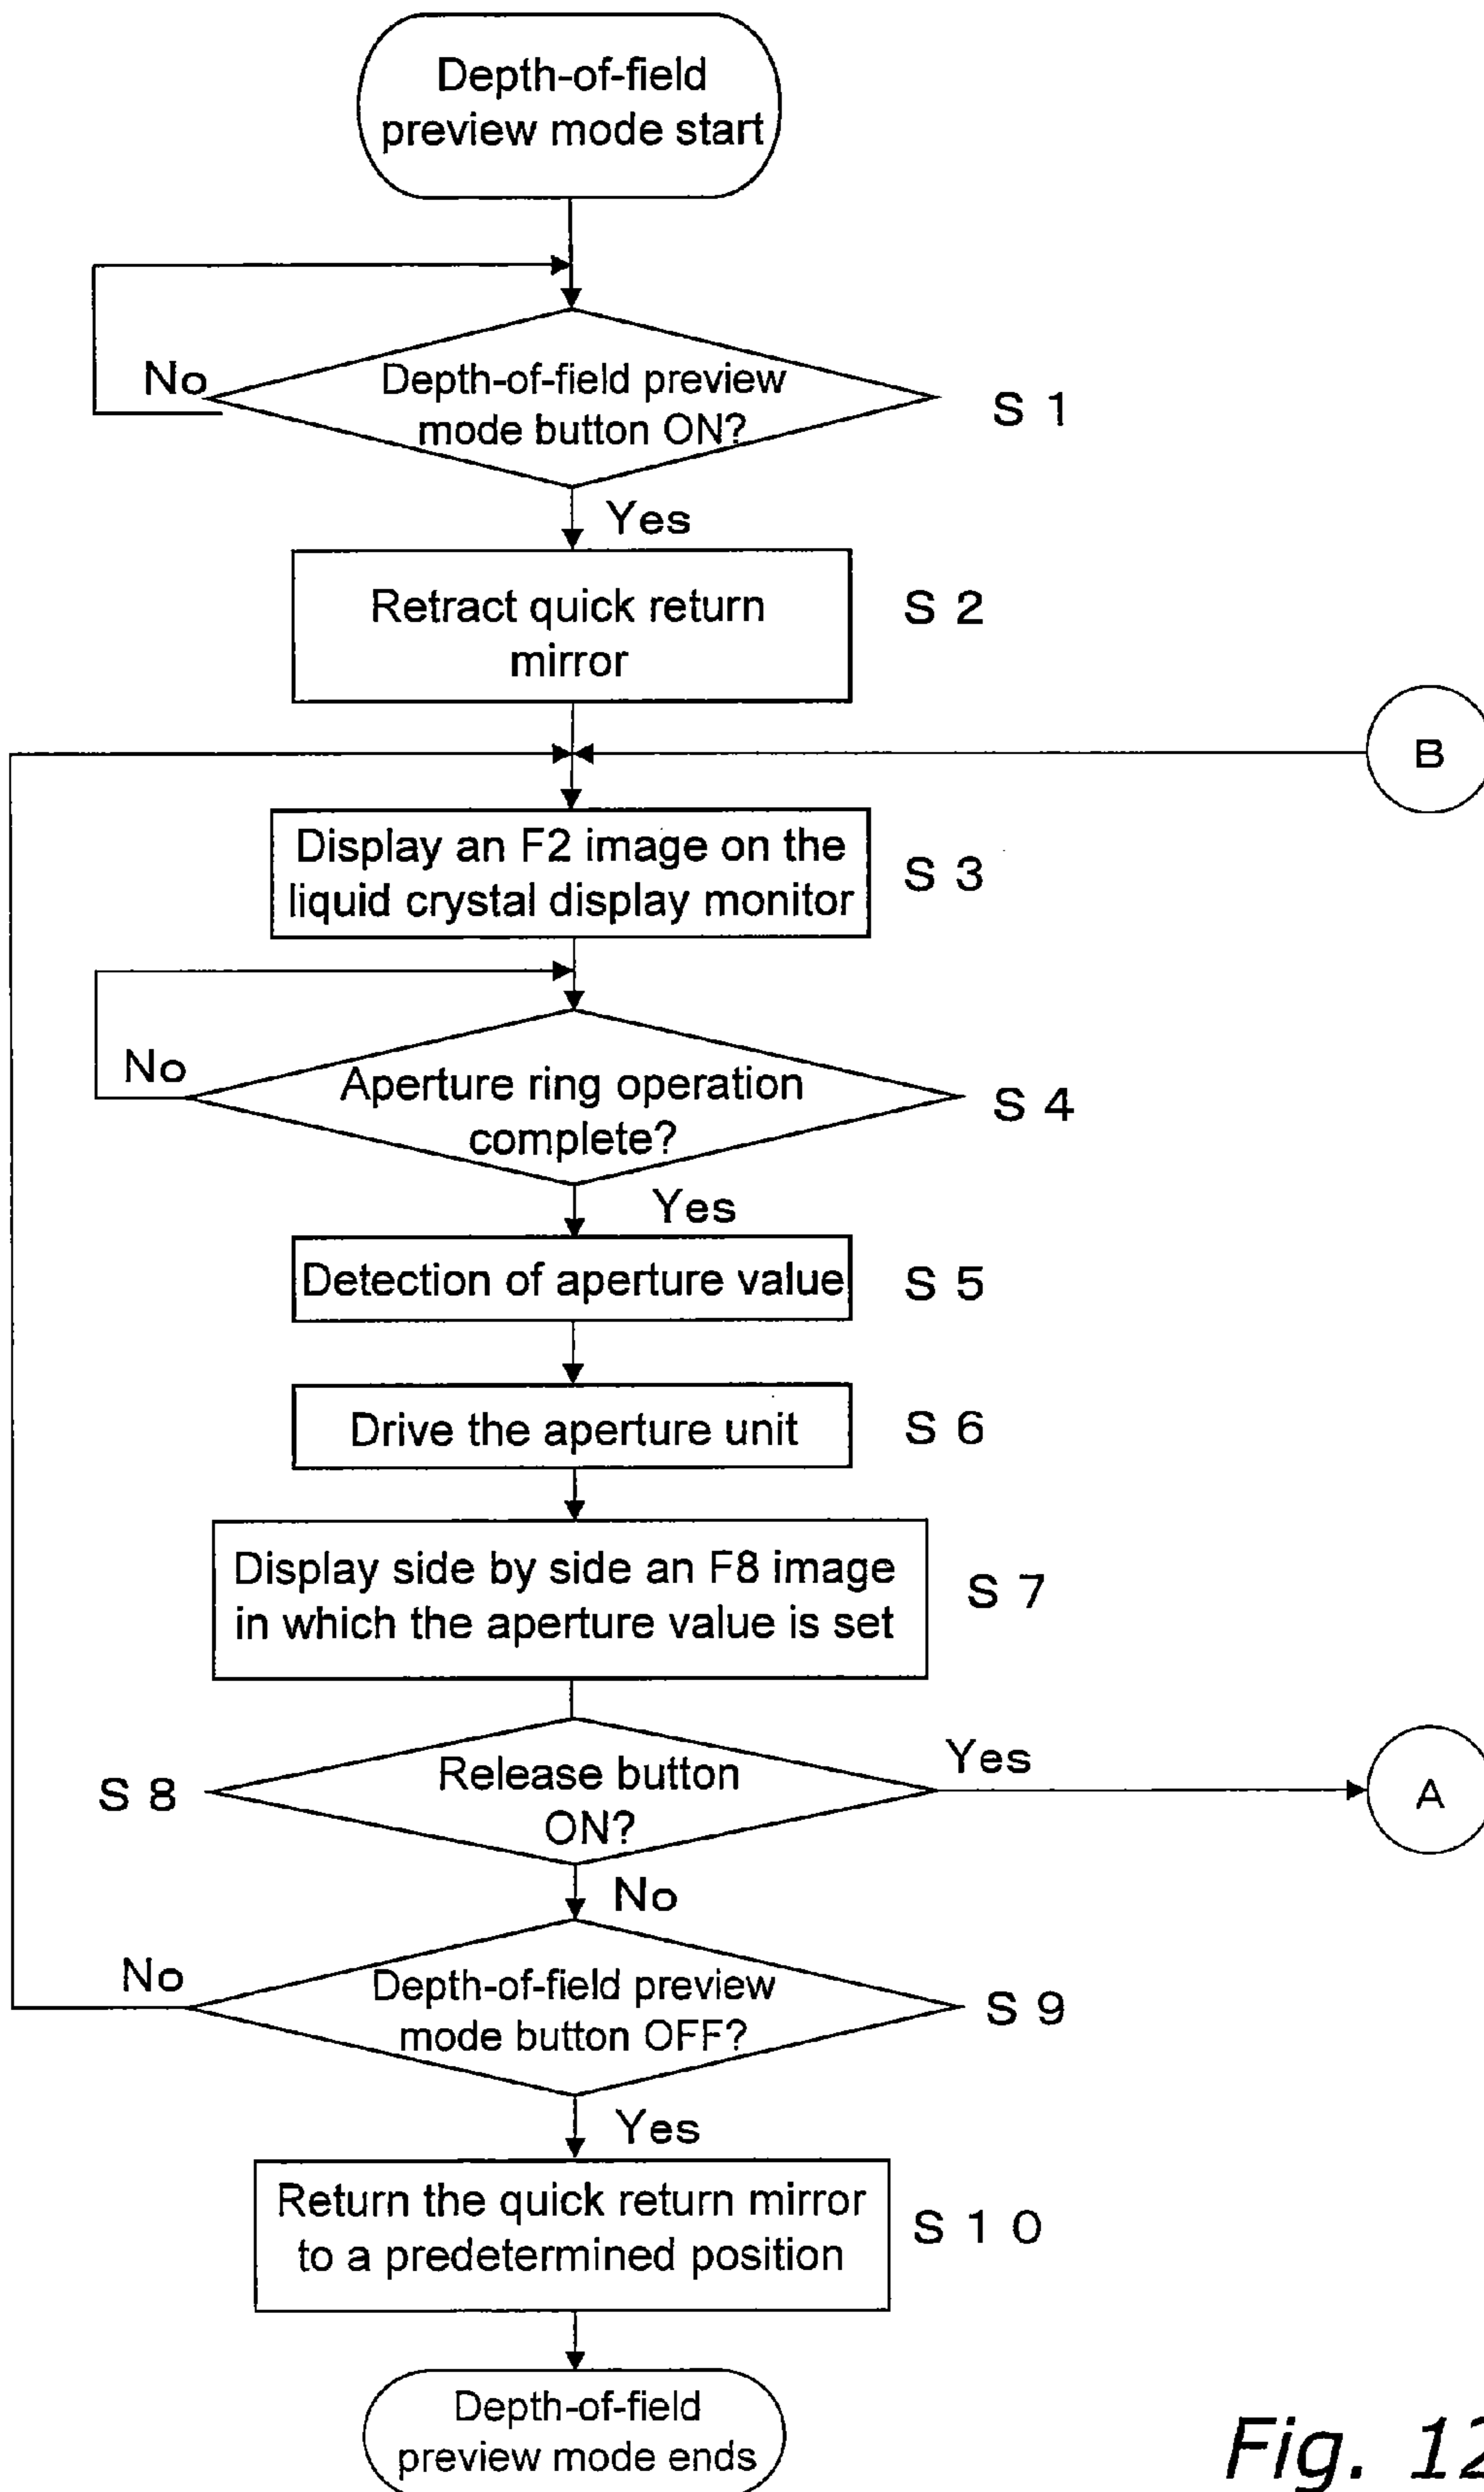 Depth-of-field
preview mode start
No
Depth-of-field preview
mode button ON?
S 1
Yes
Retract quick return
mirror
S 2
B
Display an F2 image on the
liquid crystal display monitor
S 3
No
Aperture ring operation
complete?
S 4
Yes
Detection of aperture value
S 5
Drive the aperture unit
S 6
Display side by side an F8 image
in which the aperture value is set
S 7
S 8
Release button
ON?
Yes
A
No
No
Depth-of-field preview
mode button OFF?
S 9
Yes
Return the quick return mirror
to a predetermined position
S 1 0
Depth-of-field
preview mode ends
Fig. 12